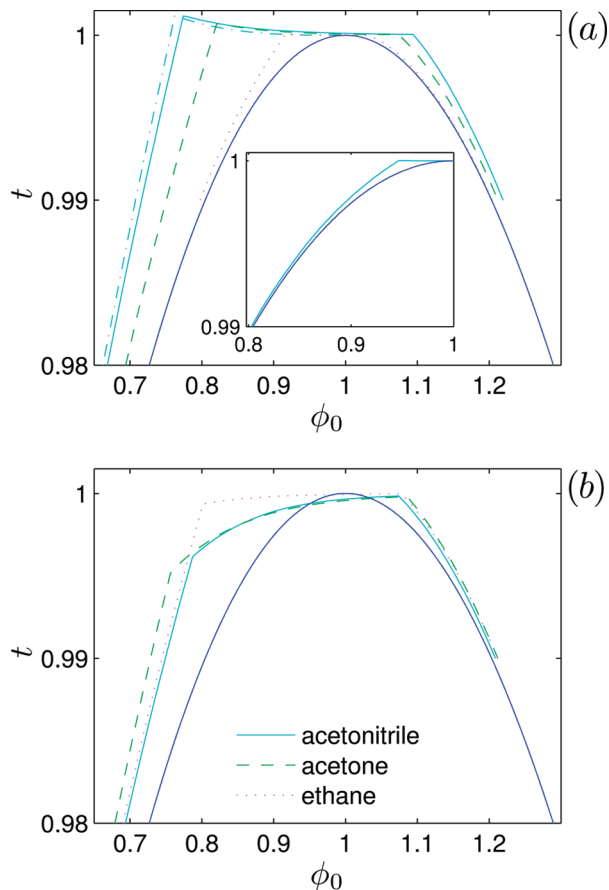 (a)
1
0.99
0.98
t
1
0.99
0.8 0.9 1
0.7 0.8 0.9 1 1.1 1.2
ϕ₀
(b)
1
0.99
0.98
t
acetonitrile
acetone
ethane
0.7 0.8 0.9 1 1.1 1.2
ϕ₀